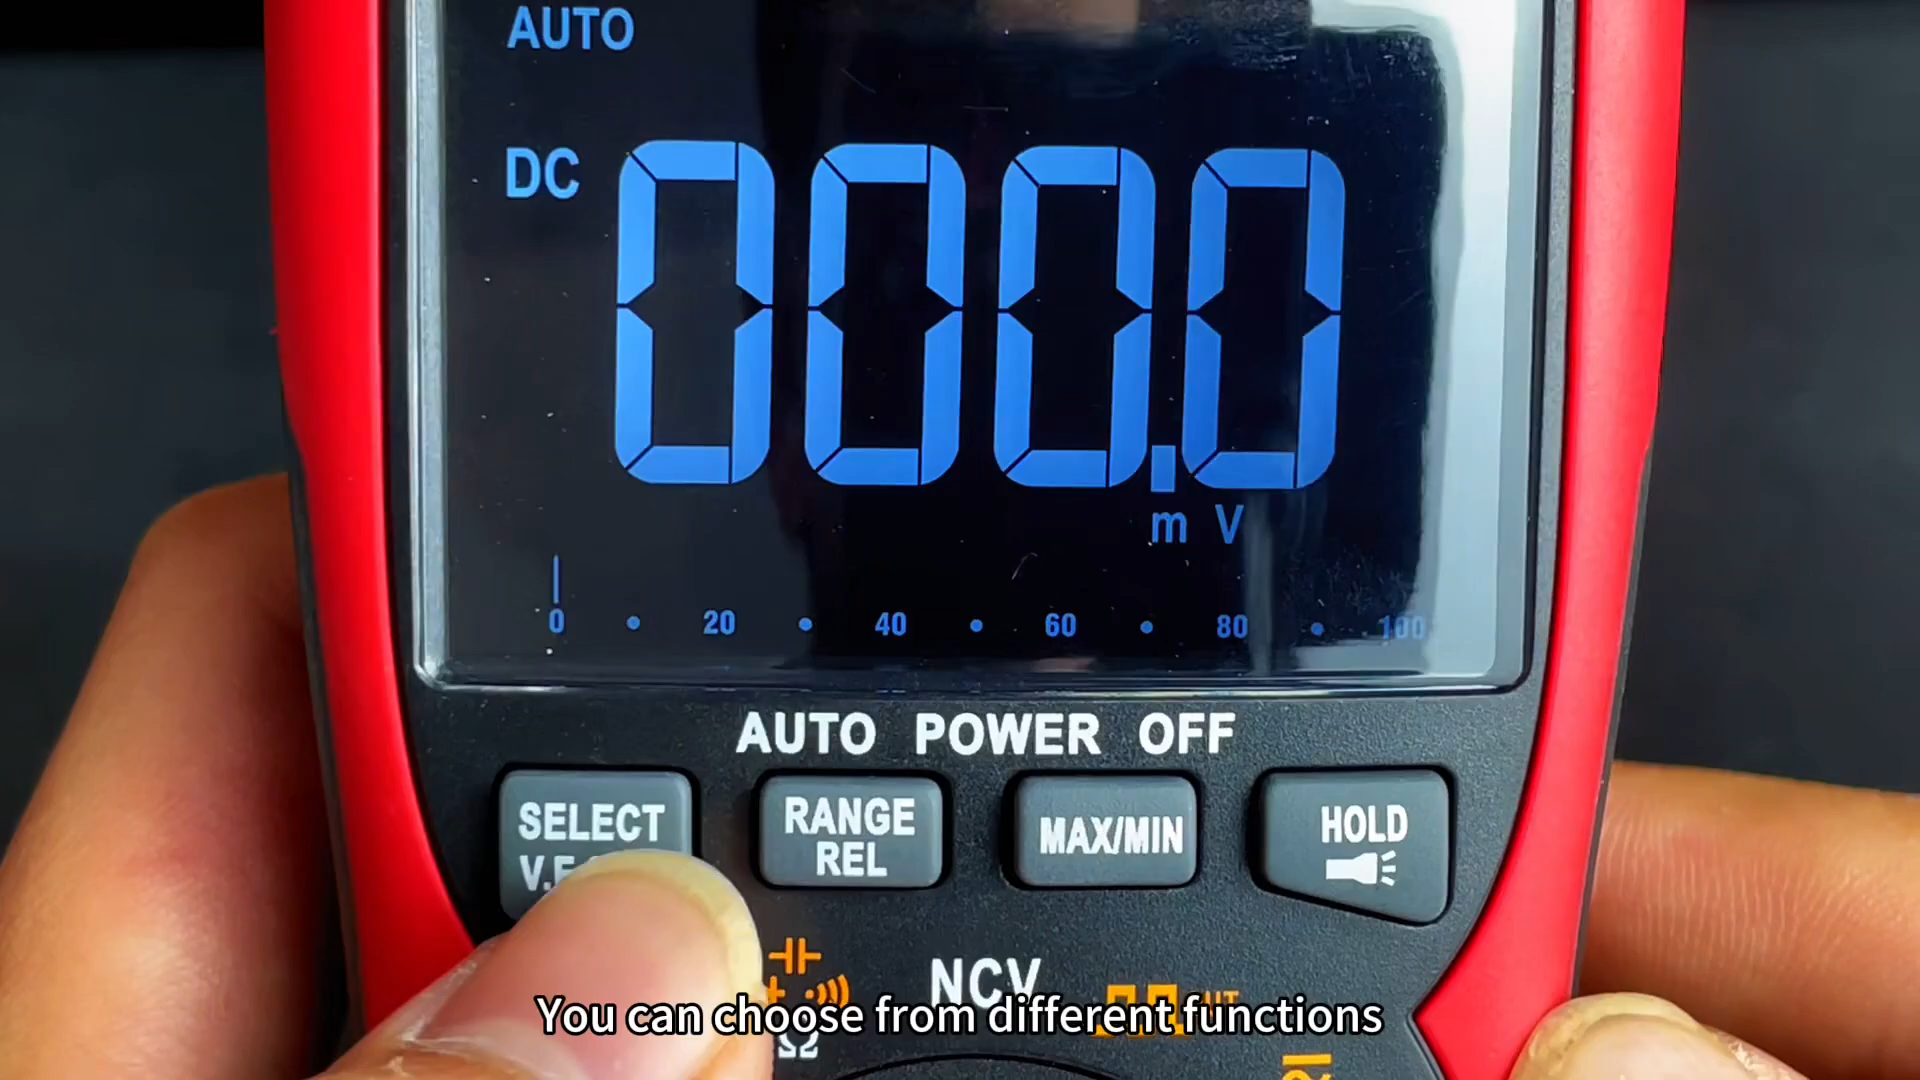 AUTO
DC 000.0
m V
0 20 40 60 80 100
AUTO POWER OFF
SELECT
RANGE
REL
MAX/MIN
HOLD
NCV
Ω
You can choose from different functions